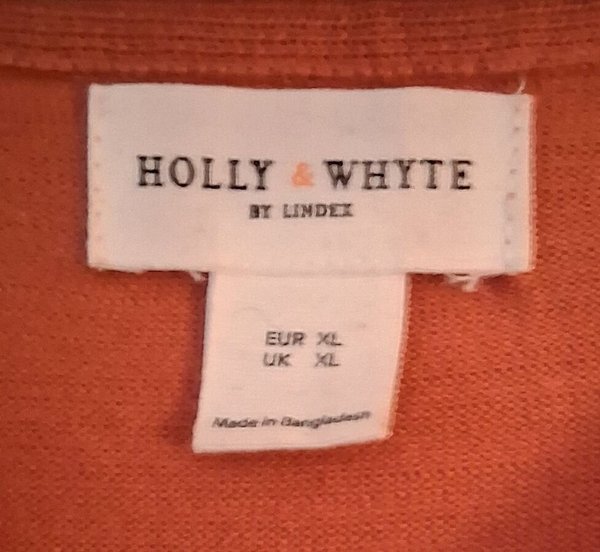 HOLLY & WHYTE
BY LINDEX
EUR XL
UK XL
Made in Bangladesh